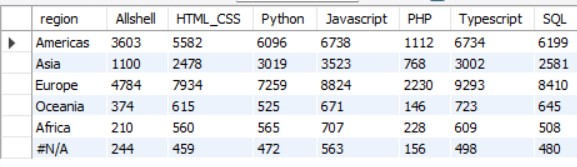 region Allshell HTML_CSS Python Javascript PHP Typescript SQL
Americas 3603 5582 6096 6738 1112 6734 6199
Asia 1100 2478 3019 3523 768 3002 2581
Europe 4784 7934 7259 8824 2230 9293 8410
Oceania 374 615 525 671 146 723 645
Africa 210 560 565 707 228 609 508
#N/A 244 459 472 563 156 498 480